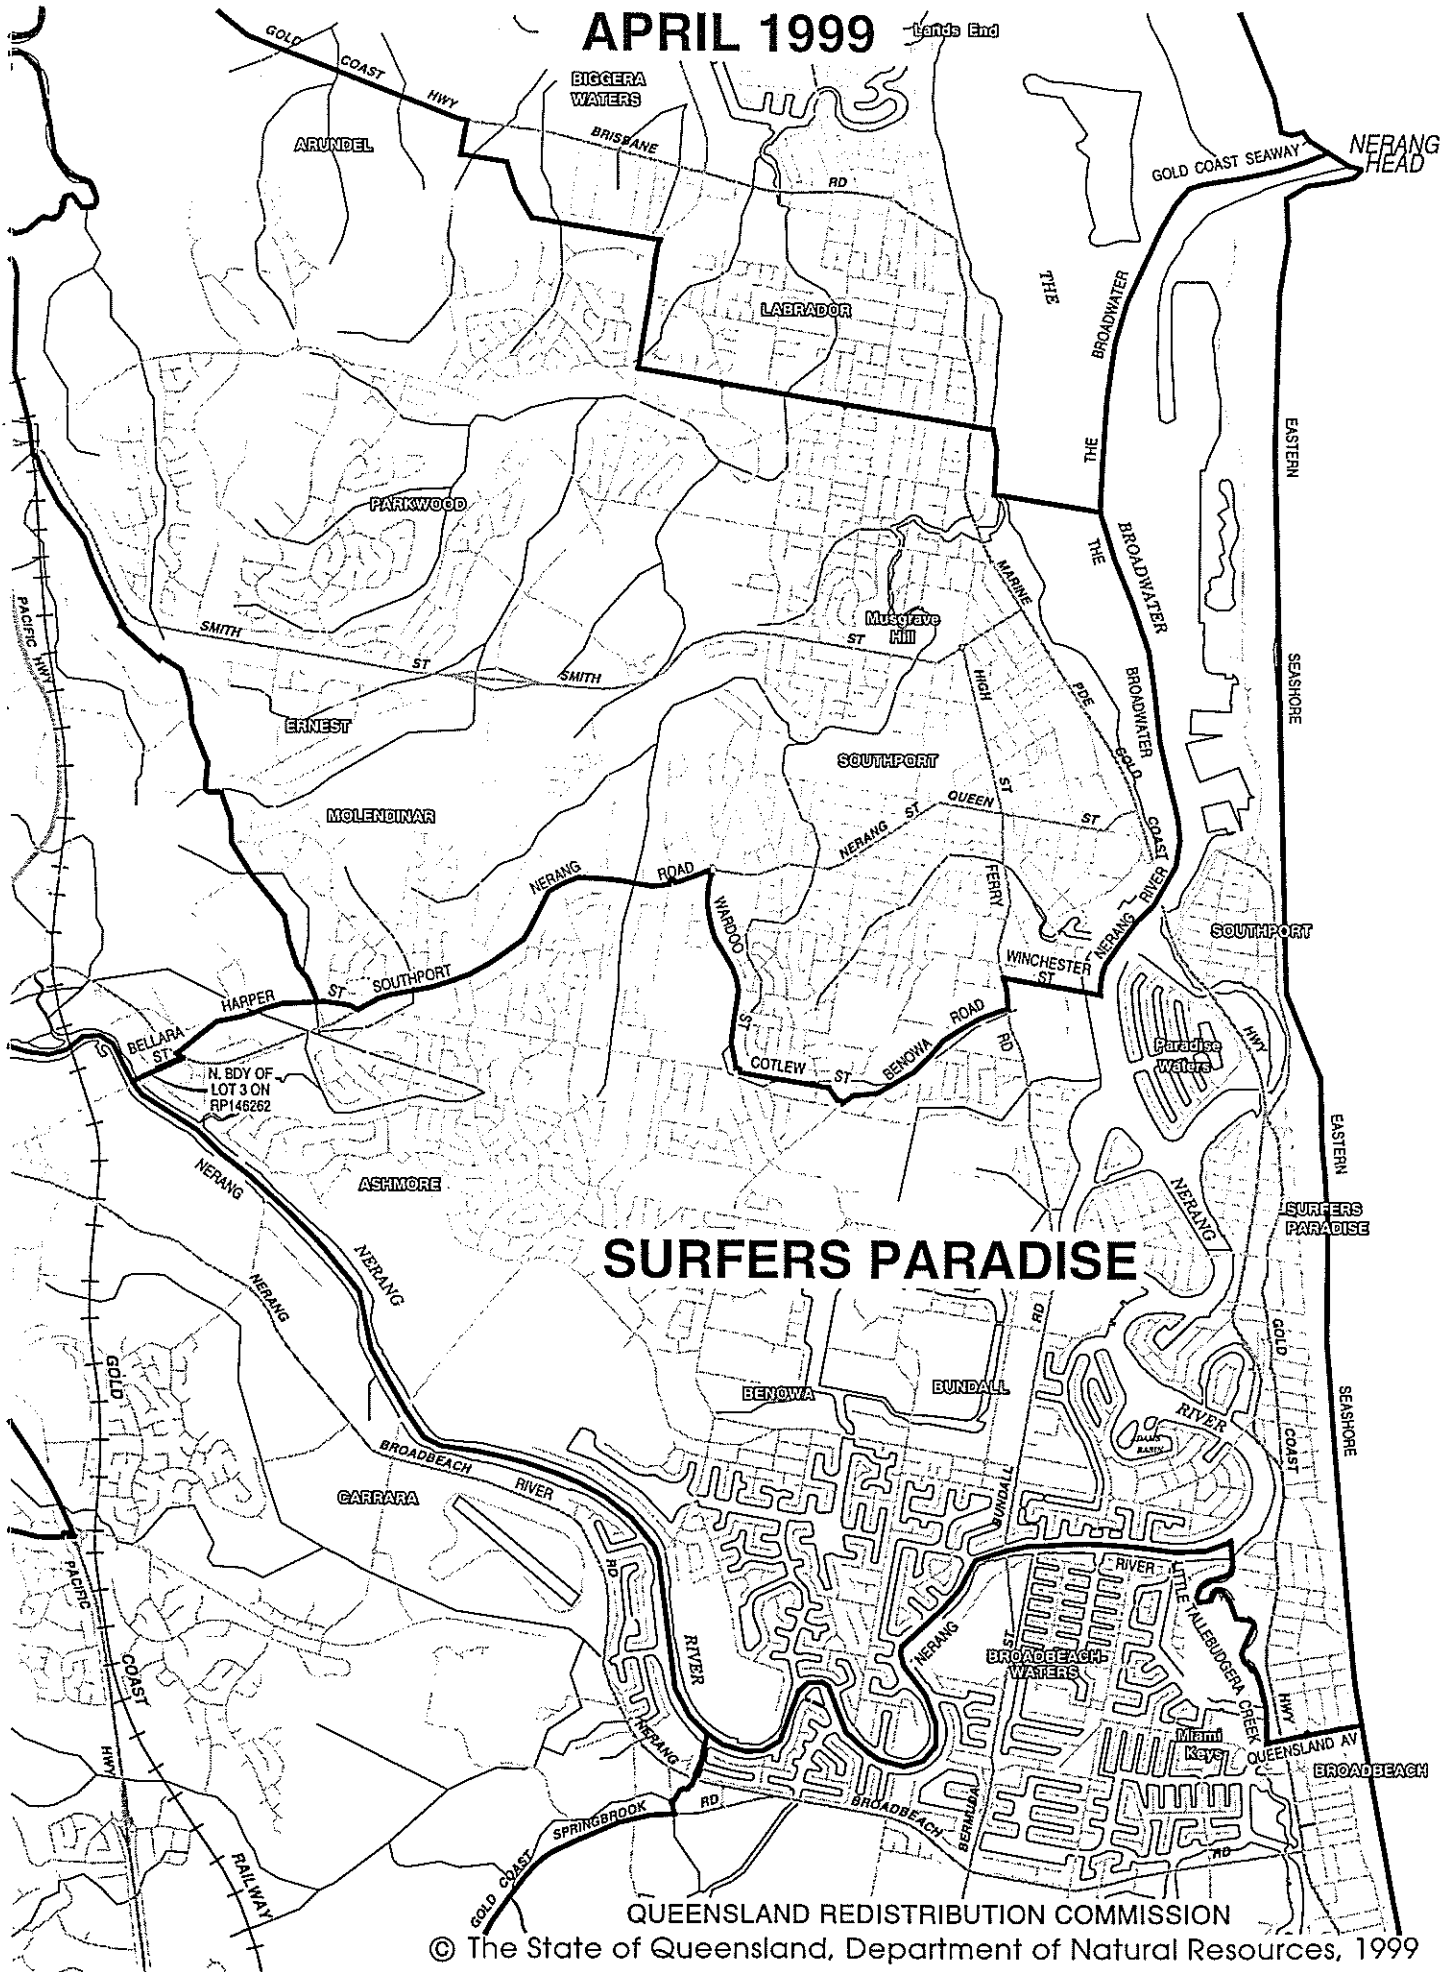 APRIL 1999
Lands End
GOLD COAST HWY
BIGGERA
WATERS
BRISBANE RD
ARUNDEL
NERANG
HEAD
GOLD COAST SEAWAY
THE BROADWATER
THE
LABRADOR
THE BROADWATER
EASTERN SEASHORE
PARKWOOD
THE BROADWATER
MARINE PDE
Musgrave
Hill
PACIFIC HWY
SMITH ST
SMITH ST
HIGH ST
GOLD COAST
ERNEST
SOUTHPORT
MOLENDINAR
QUEEN ST
NERANG ST
NERANG ROAD
WARDOO ST
FERRY RD
NERANG RIVER
SOUTHPORT
WINCHESTER
ST
SOUTHPORT
HARPER ST
BELLARA
ST
COTLEW ST
BENOWA ROAD
HWY
Paradise
Waters
N. BDY OF
LOT 3 ON
RP146262
NERANG
ASHMORE
EASTERN SEASHORE
NERANG
SURFERS
PARADISE
SURFERS PARADISE
NERANG
NERANG
RD
GOLD COAST
GOLD
BENOWA
BUNDALL
RIVER
DAMS
BASIN
BROADBEACH
RIVER
CARRARA
BUNDALL
RD
RIVER
PACIFIC
LITTLE TALLEBUDGERA CREEK
NERANG
ST
BROADBEACH-
WATERS
RIVER
COAST
HWY
NERANG
Miami
Keys
QUEENSLAND AV
BROADBEACH
HWY
SPRINGBROOK RD
BROADBEACH
BERMUDA
RD
RAILWAY
GOLD COAST
QUEENSLAND REDISTRIBUTION COMMISSION
© The State of Queensland, Department of Natural Resources, 1999